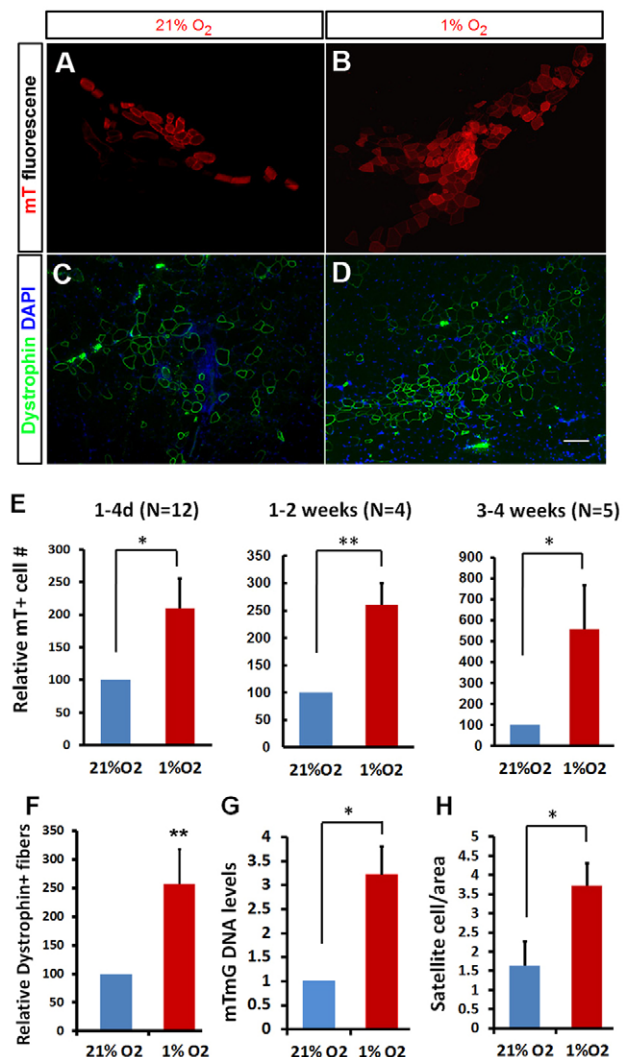 21% O2
1% O2
mT fluorescene
A
B
Dystrophin DAPI
C
D
E
1-4d (N=12)
1-2 weeks (N=4)
3-4 weeks (N=5)
Relative mT+ cell #
300
250
200
150
100
50
0
*
21%O2
1%O2
350
300
250
200
150
100
50
0
**
21%O2
1%O2
900
800
700
600
500
400
300
200
100
0
*
21%O2
1%O2
F
Relative Dystrophin+ fibers
350
300
250
200
150
100
50
0
**
21% O2
1% O2
G
mTmG DNA levels
4
3.5
3
2.5
2
1.5
1
0.5
0
*
21% O2
1% O2
H
Satellite cell/area
5
4.5
4
3.5
3
2.5
2
1.5
1
0.5
0
*
21% O2
1% O2